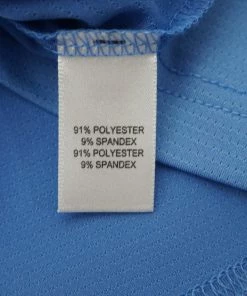 91% POLYESTER
9% SPANDEX
91% POLYESTER
9% SPANDEX